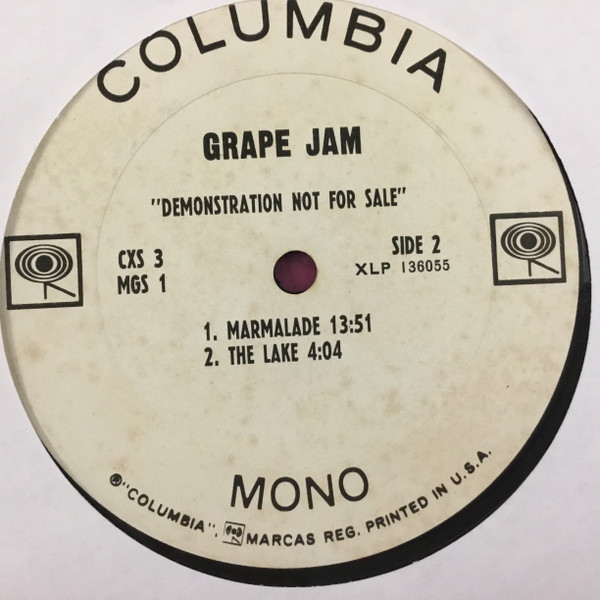 COLUMBIA
GRAPE JAM
"DEMONSTRATION NOT FOR SALE"
CXS 3
MGS 1
SIDE 2
XLP 136055
1. MARMALADE 13:51
2. THE LAKE 4:04
MONO
®"COLUMBIA", MARCAS REG. PRINTED IN U.S.A.